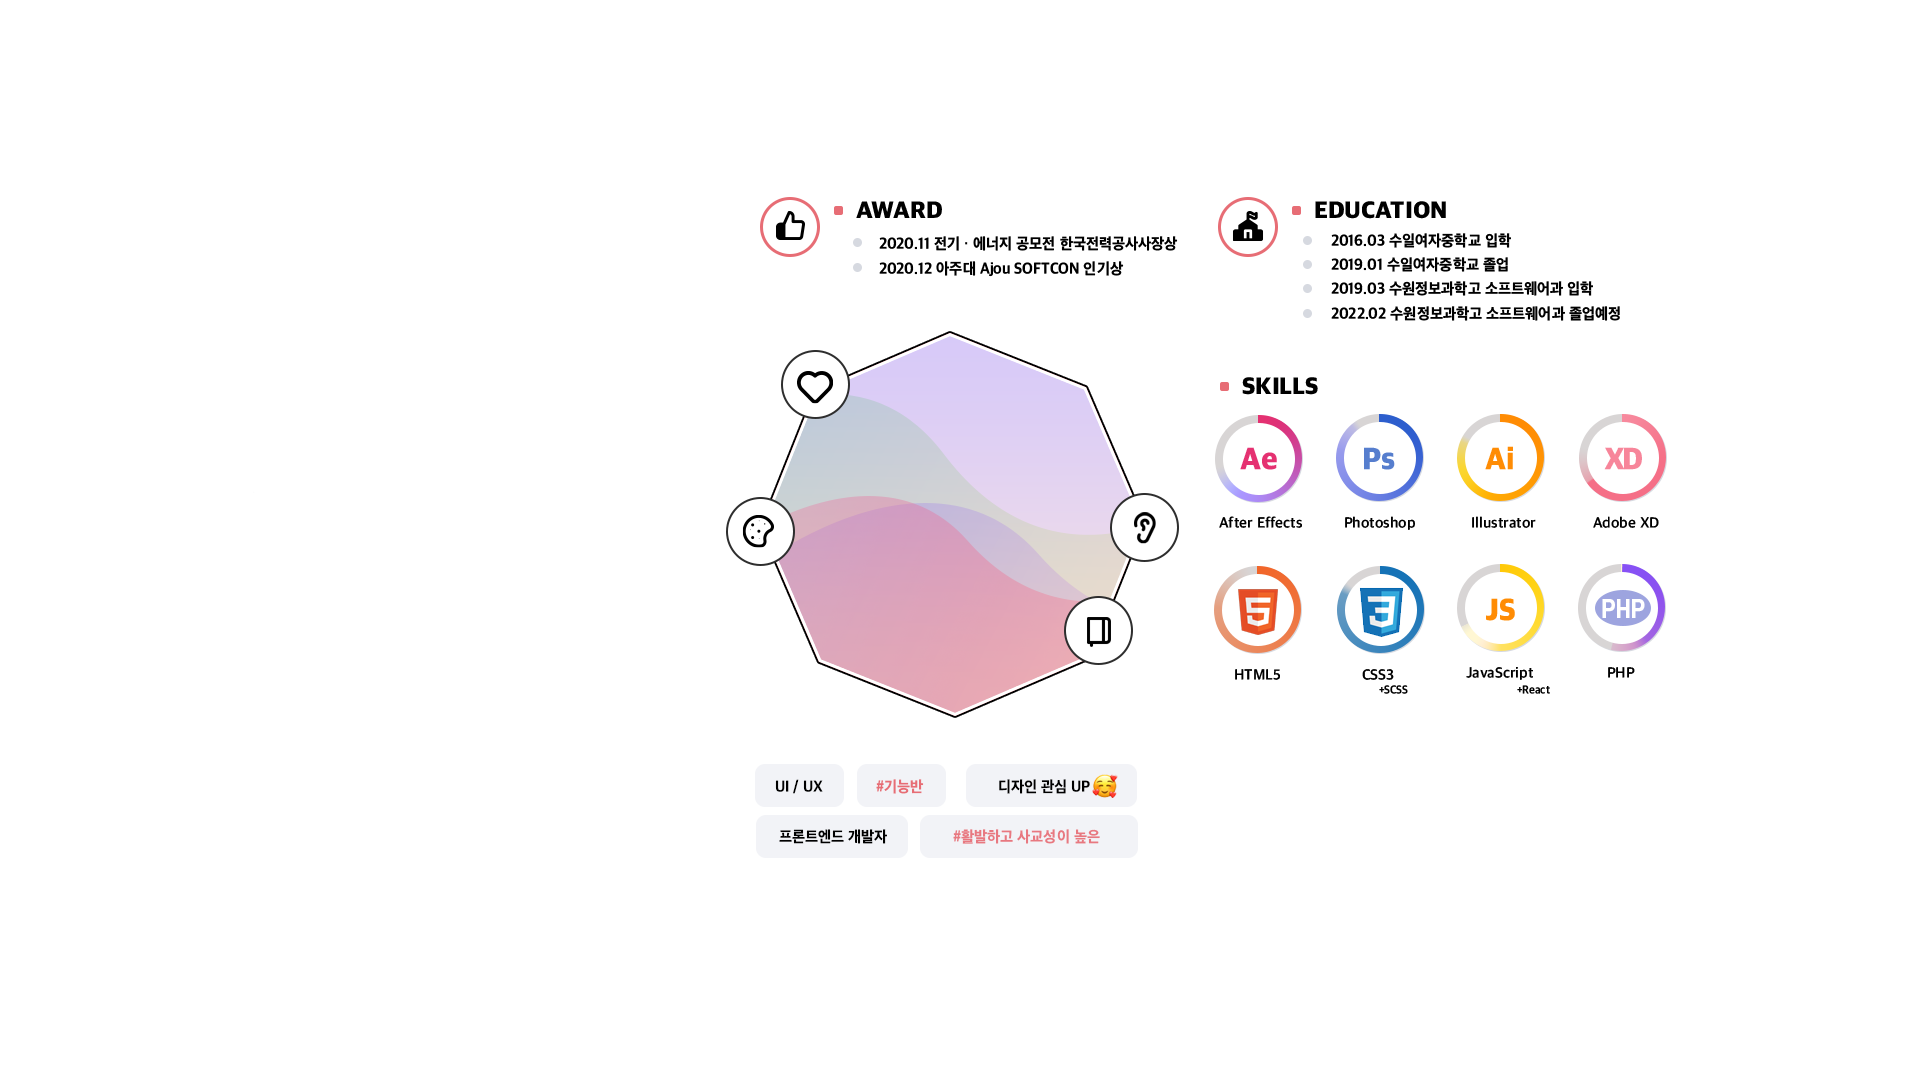 AWARD
2020.11 전기 · 에너지 공모전 한국전력공사사장상
2020.12 아주대 Ajou SOFTCON 인기상
EDUCATION
2016.03 수일여자중학교 입학
2019.01 수일여자중학교 졸업
2019.03 수원정보과학고 소프트웨어과 입학
2022.02 수원정보과학고 소프트웨어과 졸업예정
SKILLS
Ae
Ps
Ai
XD
After Effects
Photoshop
Illustrator
Adobe XD
5
3
JS
PHP
HTML5
CSS3
+SCSS
JavaScript
+React
PHP
UI / UX
#기능반
디자인 관심 UP🥰
프론트엔드 개발자
#활발하고 사교성이 높은